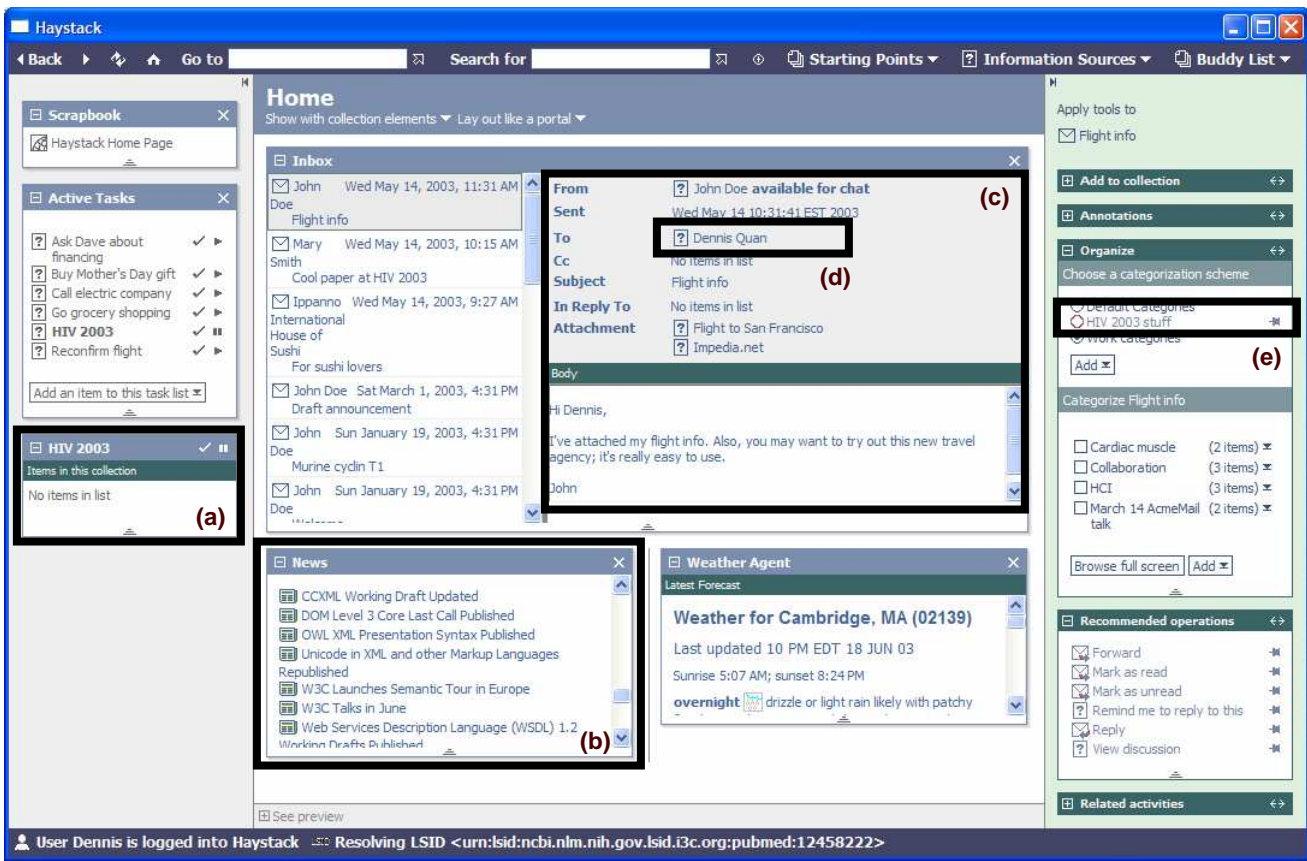 Haystack
Back Go to Search for Starting Points Information Sources Buddy List
Scrapbook
Haystack Home Page
Active Tasks
Ask Dave about
financing
Buy Mother's Day gift
Call electric company
Go grocery shopping
HIV 2003
Reconfirm flight
Add an item to this task list
HIV 2003
Items in this collection
No items in list
(a)
Home
Show with collection elements Lay out like a portal
Inbox
John Wed May 14, 2003, 11:31 AM
Doe
Flight info
Mary Wed May 14, 2003, 10:15 AM
Smith
Cool paper at HIV 2003
Ippanno Wed May 14, 2003, 9:27 AM
International
House of
Sushi
For sushi lovers
John Doe Sat March 1, 2003, 4:31 PM
Draft announcement
John Sun January 19, 2003, 4:31 PM
Doe
Murine cyclin T1
John Sun January 19, 2003, 4:31 PM
Doe
Welcome
From ? John Doe available for chat
(c)
Sent Wed May 14 10:31:41 EST 2003
To ? Dennis Quan
Cc No items in list
(d)
Subject Flight info
In Reply To No items in list
Attachment ? Flight to San Francisco
? Impedia.net
Body
Hi Dennis,
I've attached my flight info. Also, you may want to try out this new travel
agency; it's really easy to use.
John
News
CCXML Working Draft Updated
DOM Level 3 Core Last Call Published
OWL XML Presentation Syntax Published
Unicode in XML and other Markup Languages
Republished
W3C Launches Semantic Tour in Europe
W3C Talks in June
Web Services Description Language (WSDL) 1.2
Working Drafts Published
(b)
Weather Agent
Latest Forecast
Weather for Cambridge, MA (02139)
Last updated 10 PM EDT 18 JUN 03
Sunrise 5:07 AM; sunset 8:24 PM
overnight drizzle or light rain likely with patchy
See preview
Apply tools to
Flight info
Add to collection
Annotations
Organize
Choose a categorization scheme
Default Categories
HIV 2003 stuff
Work categories
(e)
Add
Categorize Flight info
Cardiac muscle (2 items)
Collaboration (3 items)
HCI (3 items)
March 14 AcmeMail (2 items)
talk
Browse full screen Add
Recommended operations
Forward
Mark as read
Mark as unread
Remind me to reply to this
Reply
View discussion
Related activities
User Dennis is logged into Haystack LSID Resolving LSID <urn:lsid:ncbi.nlm.nih.gov.lsid.i3c.org:pubmed:12458222>